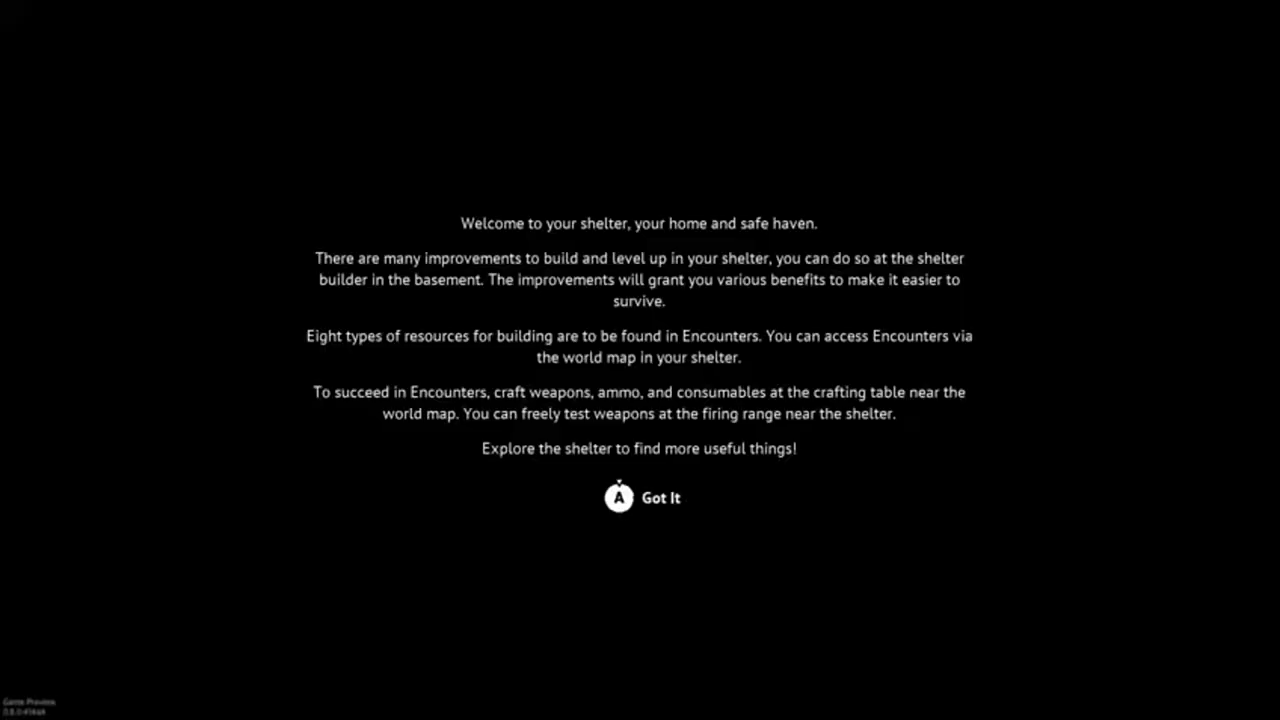 Welcome to your shelter, your home and safe haven.
There are many improvements to build and level up in your shelter, you can do so at the shelter
builder in the basement. The improvements will grant you various benefits to make it easier to
survive.
Eight types of resources for building are to be found in Encounters. You can access Encounters via
the world map in your shelter.
To succeed in Encounters, craft weapons, ammo, and consumables at the crafting table near the
world map. You can freely test weapons at the firing range near the shelter.
Explore the shelter to find more useful things!
A Got It
Game Preview